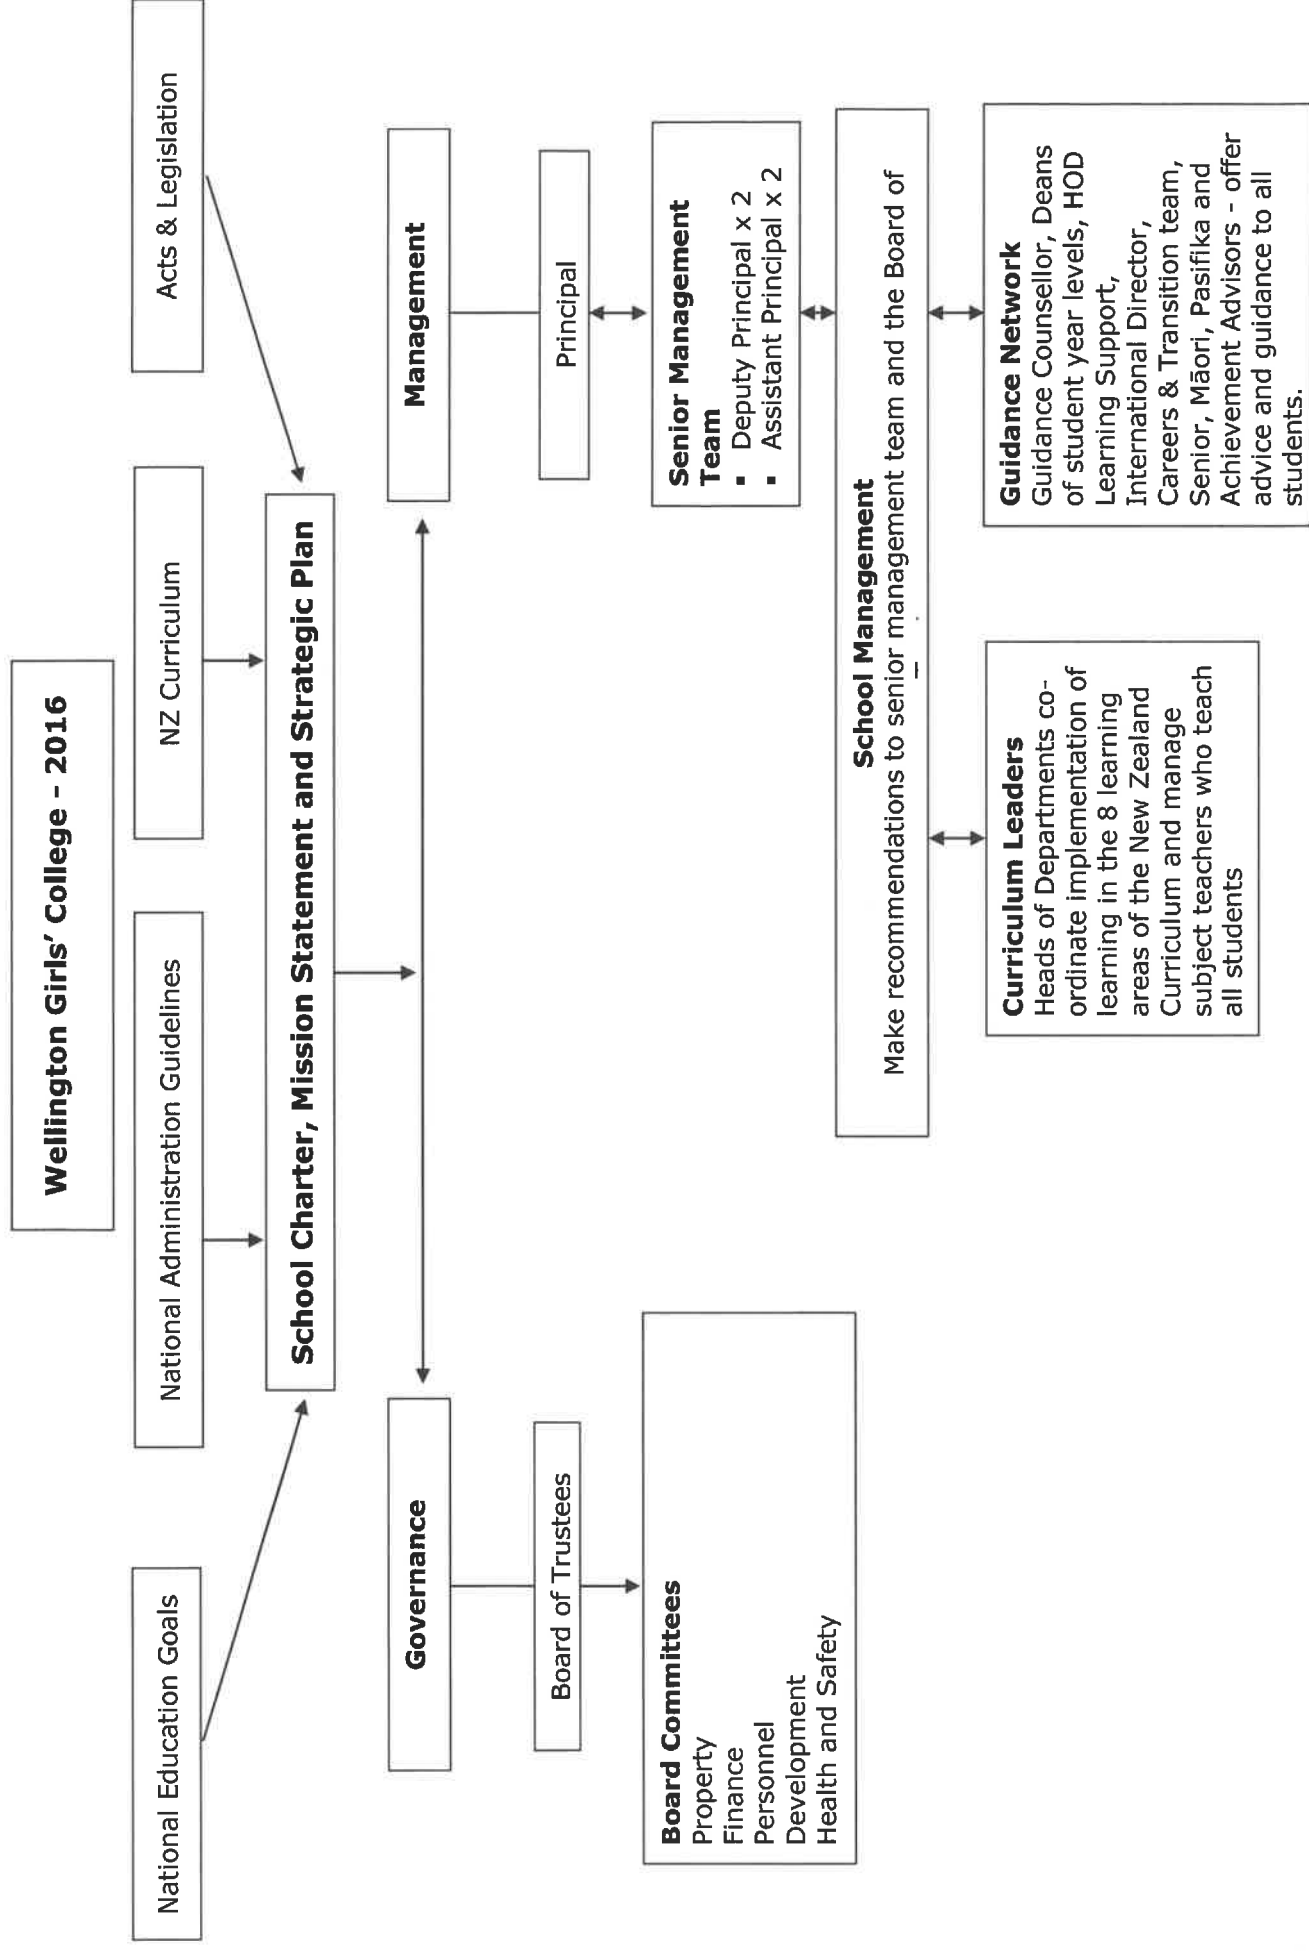 Wellington Girls' College – 2016
National Education Goals
National Administration Guidelines
NZ Curriculum
Acts & Legislation
School Charter, Mission Statement and Strategic Plan
Governance
Management
Board of Trustees
Principal
Board Committees
Property
Finance
Personnel
Development
Health and Safety
Senior Management
Team
▪ Deputy Principal x 2
▪ Assistant Principal x 2
School Management
Make recommendations to senior management team and the Board of
Curriculum Leaders
Heads of Departments co-
ordinate implementation of
learning in the 8 learning
areas of the New Zealand
Curriculum and manage
subject teachers who teach
all students
Guidance Network
Guidance Counsellor, Deans
of student year levels, HOD
Learning Support,
International Director,
Careers & Transition team,
Senior, Māori, Pasifika and
Achievement Advisors - offer
advice and guidance to all
students.